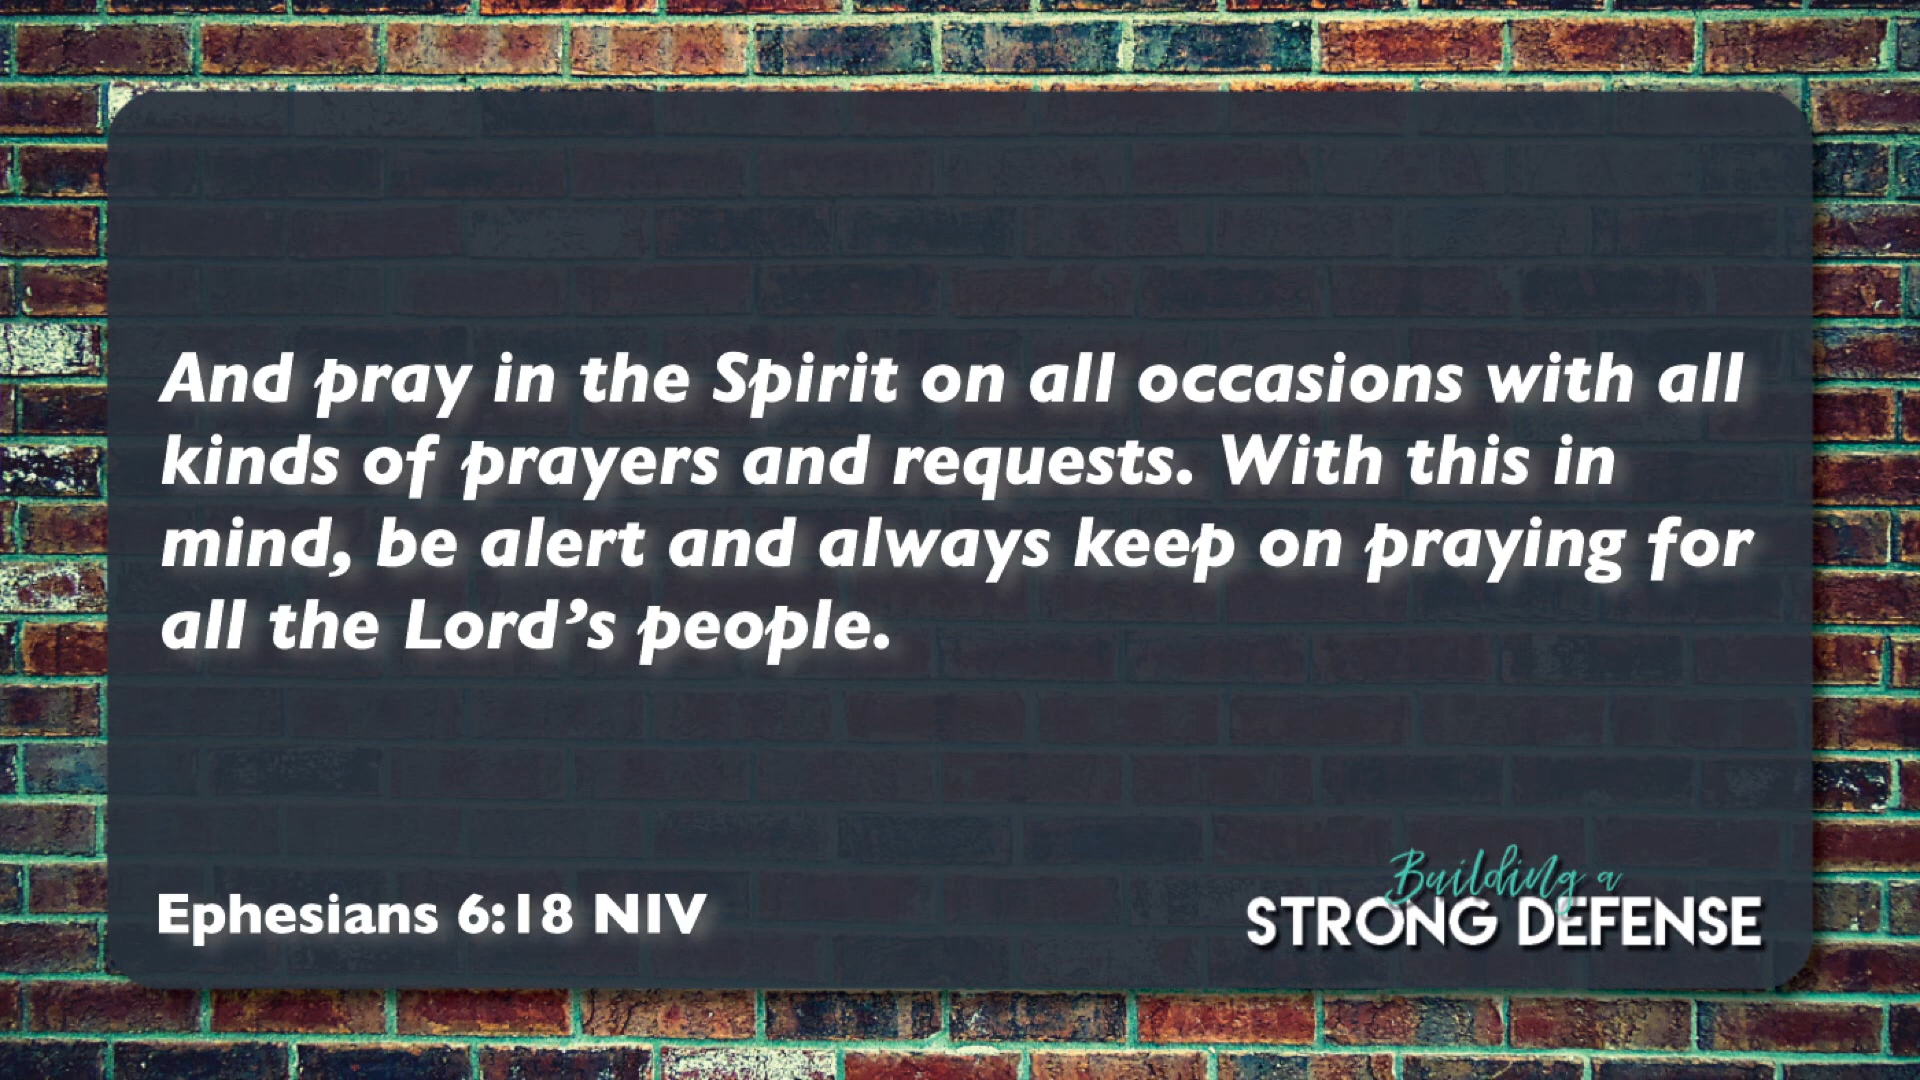 And pray in the Spirit on all occasions with all
kinds of prayers and requests. With this in
mind, be alert and always keep on praying for
all the Lord’s people.
Ephesians 6:18 NIV
Building a
STRONG DEFENSE